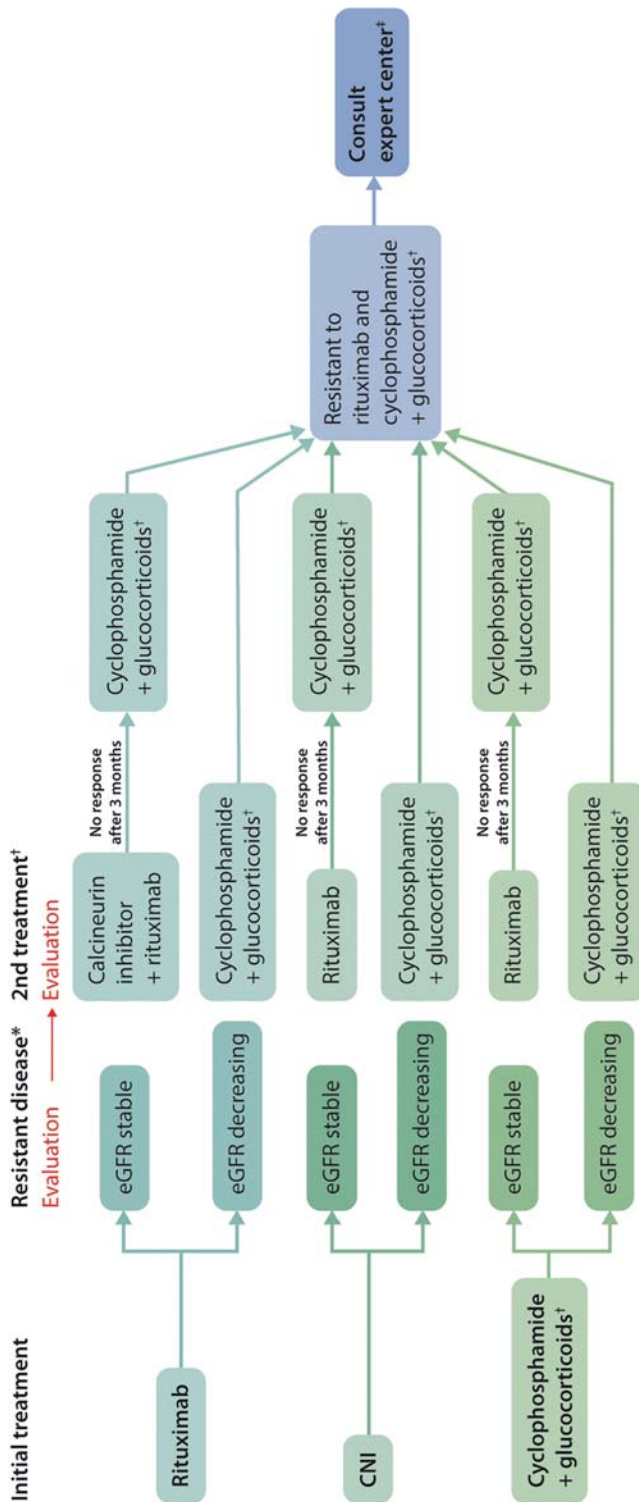 Initial treatment
Resistant disease*
2nd treatment†
Evaluation
Evaluation
Rituximab
eGFR stable
Calcineurin
inhibitor
+ rituximab
No response
after 3 months
Cyclophosphamide
+ glucocorticoids†
eGFR decreasing
Cyclophosphamide
+ glucocorticoids†
CNI
eGFR stable
Rituximab
No response
after 3 months
Cyclophosphamide
+ glucocorticoids†
eGFR decreasing
Cyclophosphamide
+ glucocorticoids†
Cyclophosphamide
+ glucocorticoids†
eGFR stable
Rituximab
No response
after 3 months
Cyclophosphamide
+ glucocorticoids†
eGFR decreasing
Cyclophosphamide
+ glucocorticoids†
Resistant to
rituximab and
cyclophosphamide
+ glucocorticoids†
Consult
expert center‡